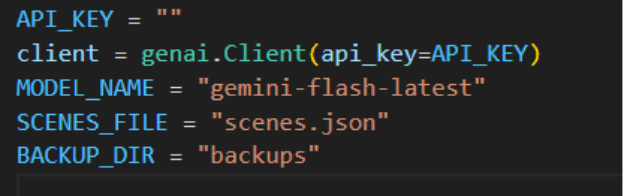 API_KEY = ""
client = genai.Client(api_key=API_KEY)
MODEL_NAME = "gemini-flash-latest"
SCENES_FILE = "scenes.json"
BACKUP_DIR = "backups"